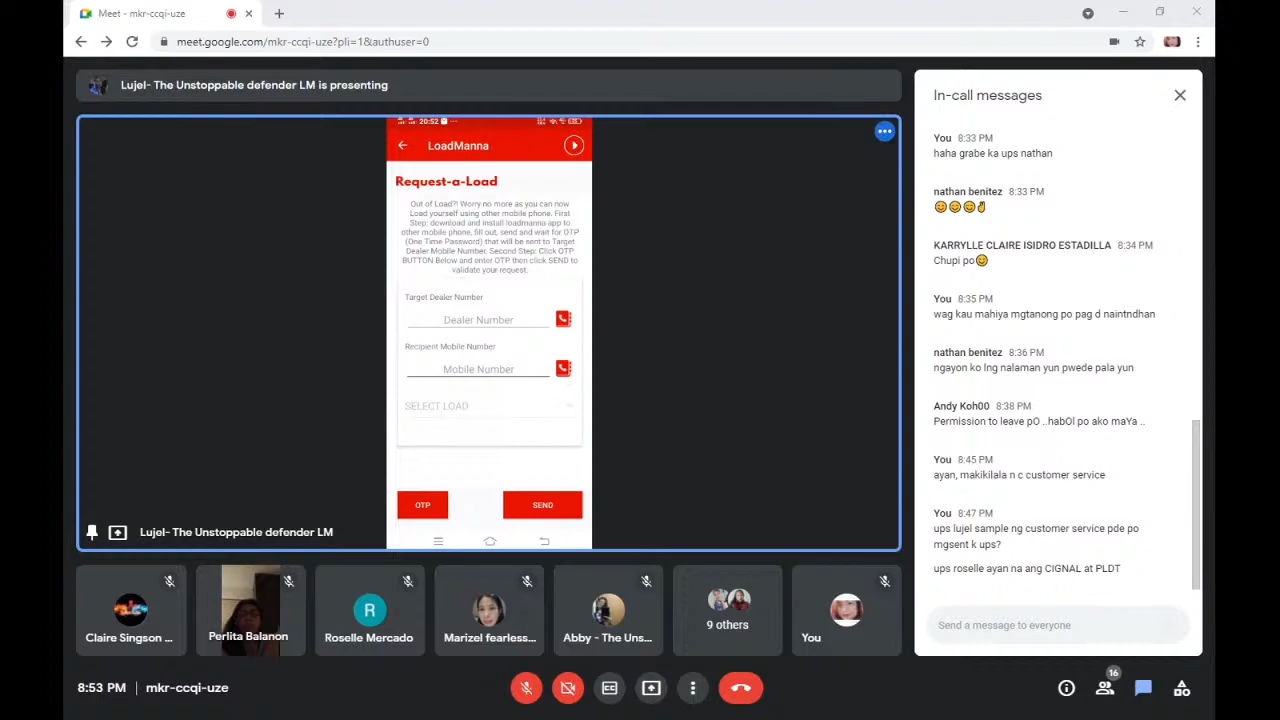 Meet - mkr-ccqi-uze
meet.google.com/mkr-ccqi-uze?pli=1&authuser=0
Lujel- The Unstoppable defender LM is presenting
20:52
LoadManna
Request-a-Load
Out of Load?! Worry no more as you can now
Load yourself using other mobile phone. First
Step: download and install loadmanna app to
other mobile phone, fill out, send and wait for OTP
(One Time Password) that will be sent to Target
Dealer Mobile Number. Second Step: Click OTP
BUTTON Below and enter OTP then click SEND to
validate your request.
Target Dealer Number
Dealer Number
Recipient Mobile Number
Mobile Number
SELECT LOAD
OTP
SEND
Lujel- The Unstoppable defender LM
Claire Singson ...
Perlita Balanon
Roselle Mercado
Marizel fearless...
Abby - The Uns...
9 others
You
8:53 PM
mkr-ccqi-uze
In-call messages
You 8:33 PM
haha grabe ka ups nathan
nathan benitez 8:33 PM
😊😊😊✌
KARRYLLE CLAIRE ISIDRO ESTADILLA 8:34 PM
Chupi po😊
You 8:35 PM
wag kau mahiya mgtanong po pag d naintndhan
nathan benitez 8:36 PM
ngayon ko lng nalaman yun pwede pala yun
Andy Koh00 8:38 PM
Permission to leave pO ..habOl po ako maYa ..
You 8:45 PM
ayan, makikilala n c customer service
You 8:47 PM
ups lujel sample ng customer service pde po
mgsent k ups?
ups roselle ayan na ang CIGNAL at PLDT
Send a message to everyone
16